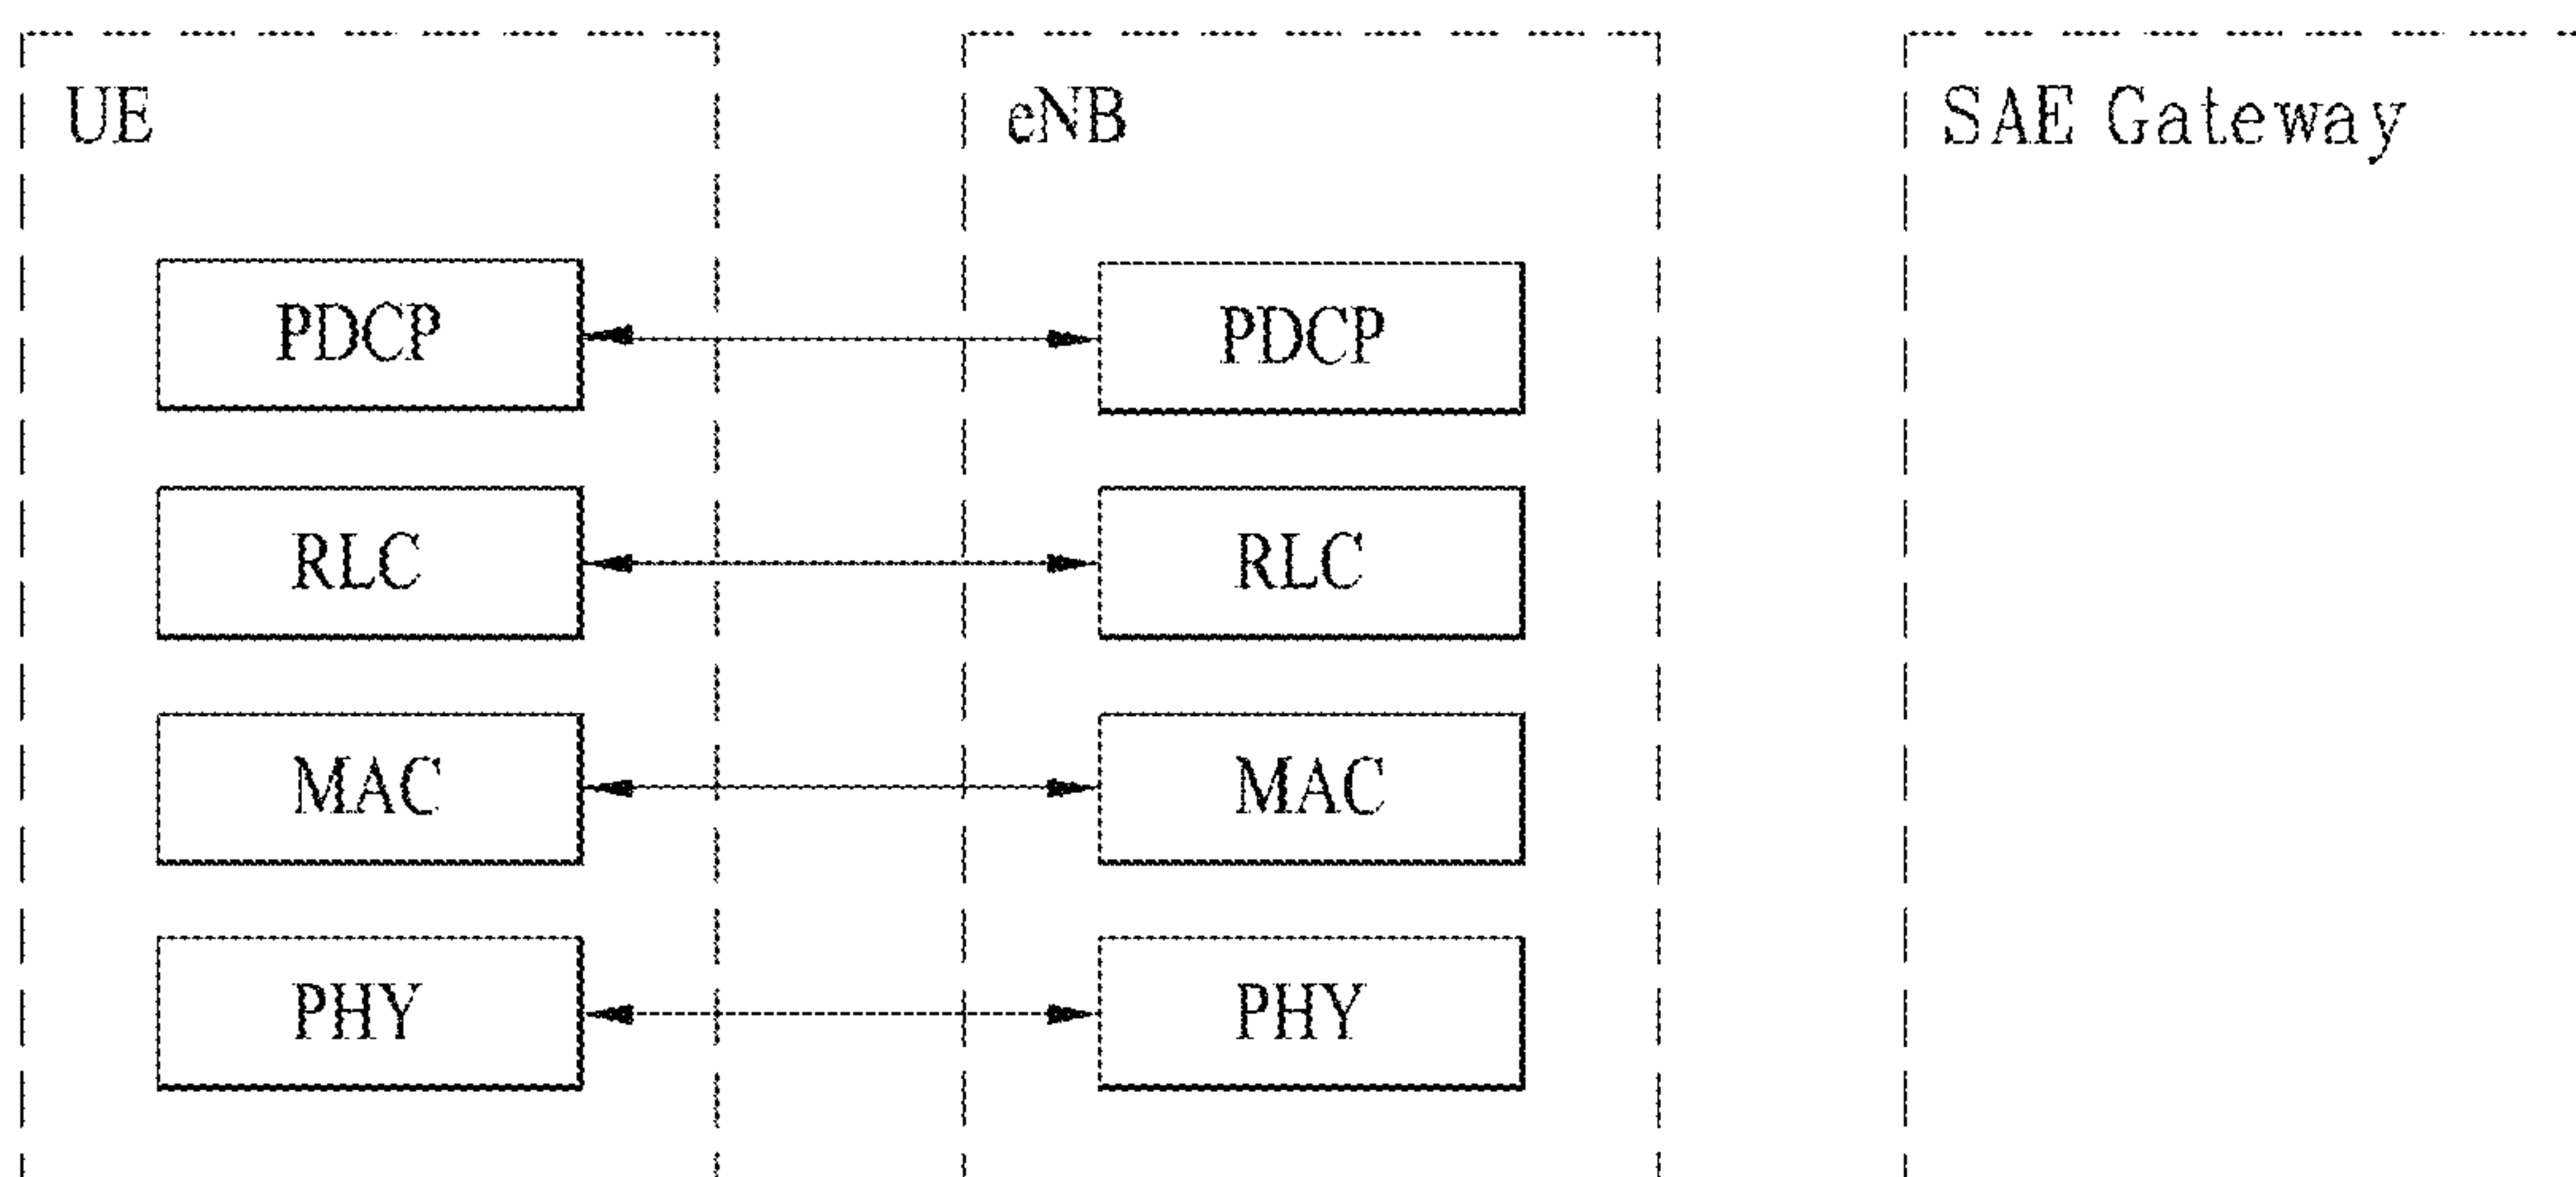 UE
eNB
SAE Gateway
PDCP
PDCP
RLC
RLC
MAC
MAC
PHY
PHY